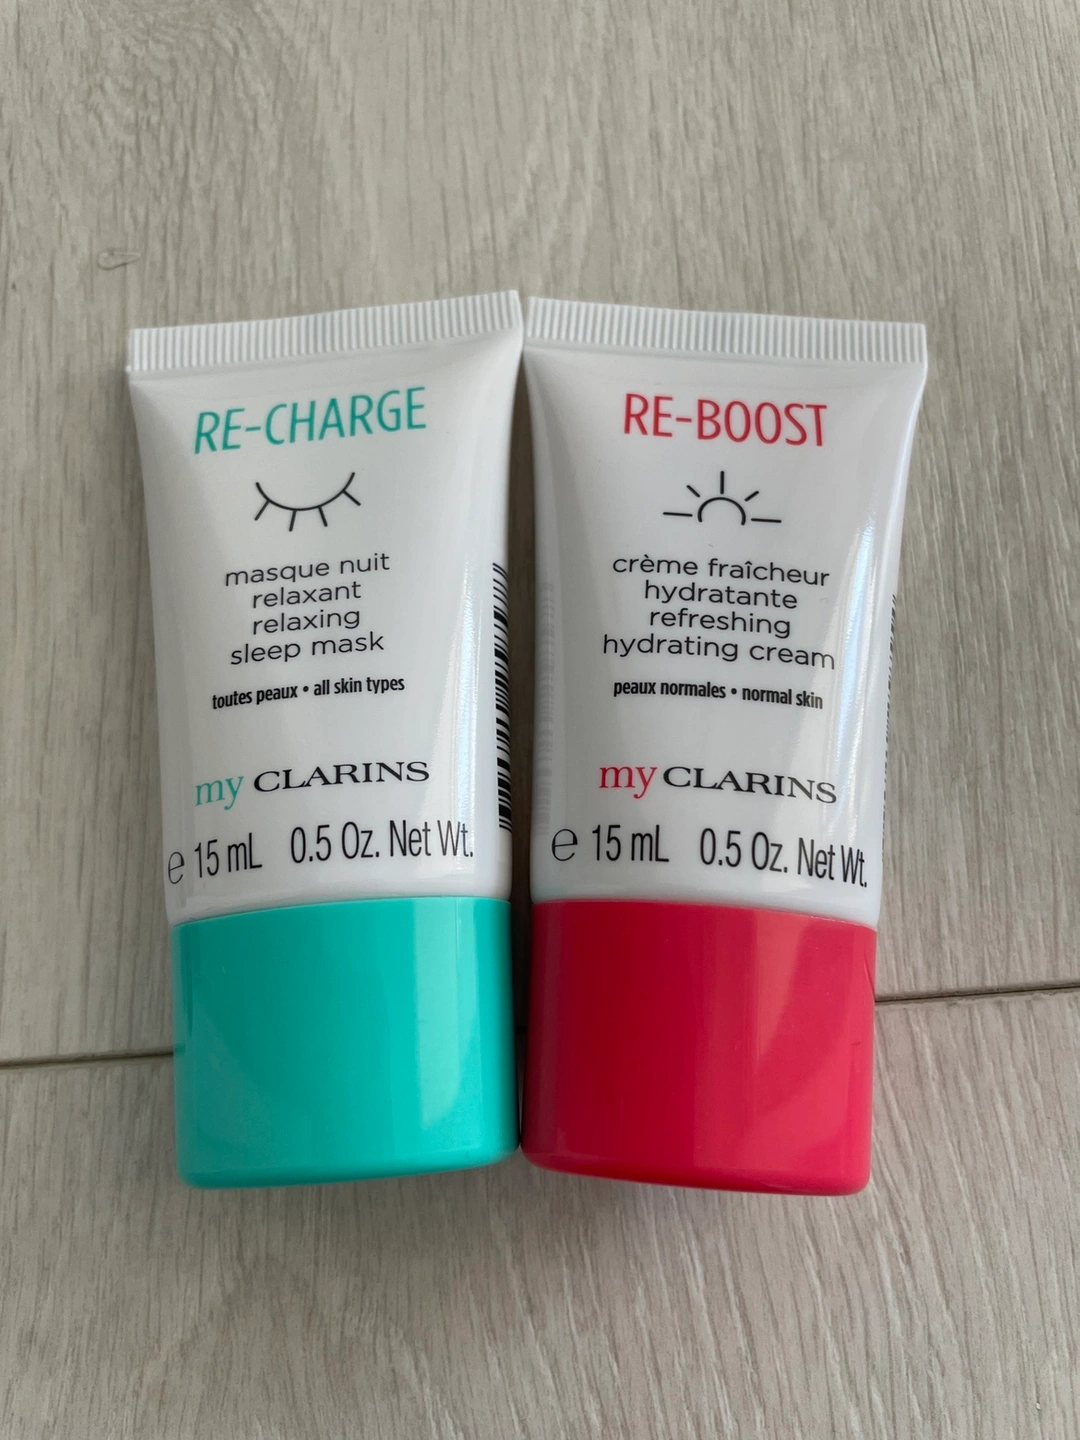 RE-CHARGE
masque nuit
relaxant
relaxing
sleep mask
toutes peaux • all skin types
my CLARINS
℮ 15 mL 0.5 Oz. Net Wt.
RE-BOOST
crème fraîcheur
hydratante
refreshing
hydrating cream
peaux normales • normal skin
my CLARINS
℮ 15 mL 0.5 Oz. Net Wt.